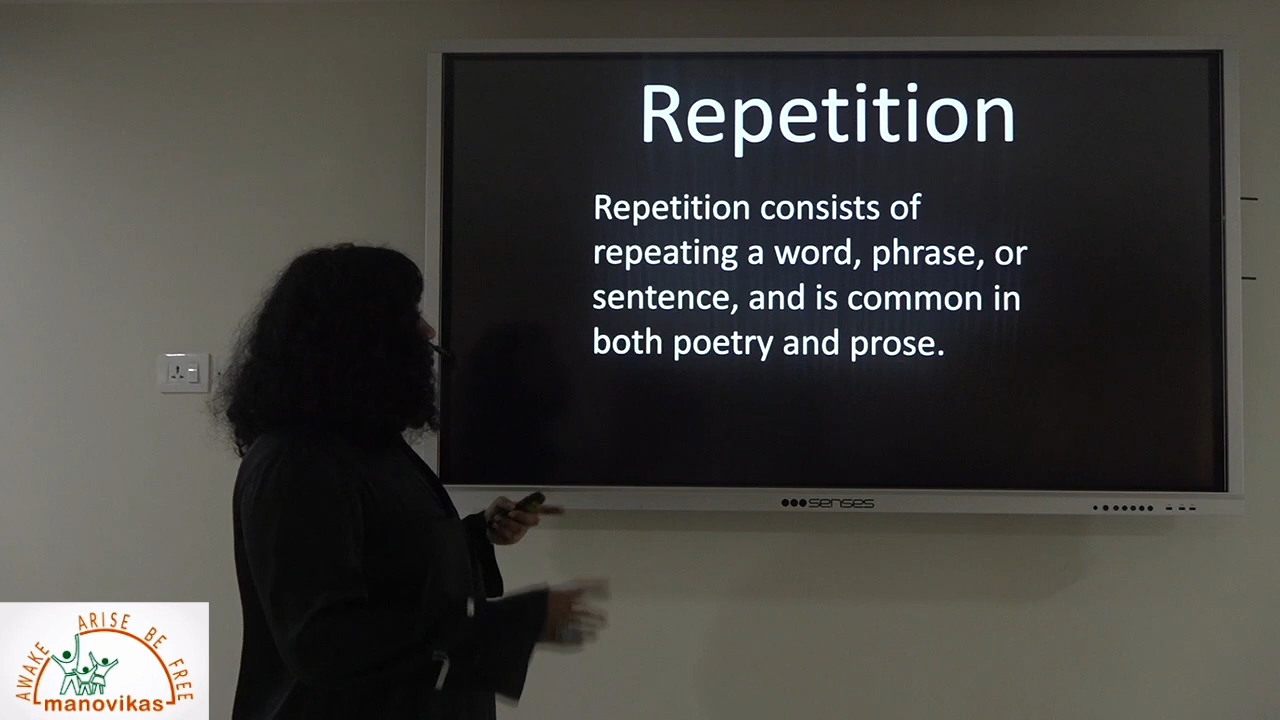 Repetition
Repetition consists of
repeating a word, phrase, or
sentence, and is common in
both poetry and prose.
senses
AWAKE ARISE BE FREE
manovikas